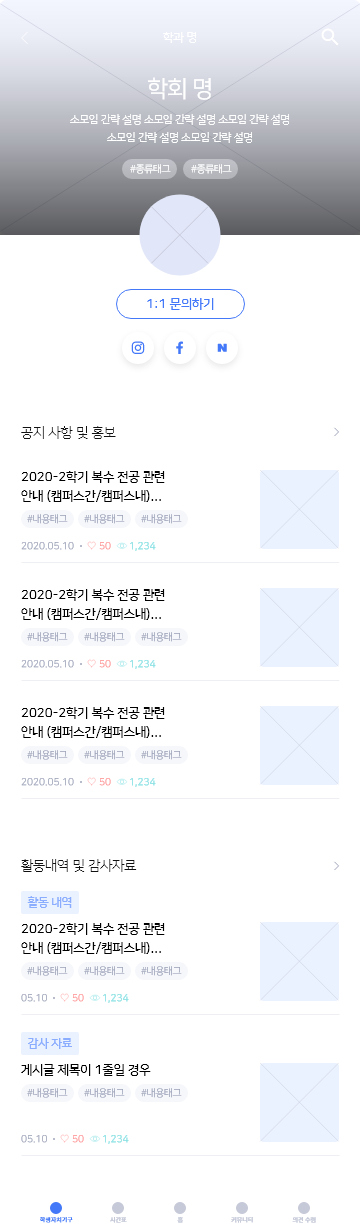 학과 명
학회 명
소모임 간략 설명 소모임 간략 설명 소모임 간략 설명
소모임 간략 설명 소모임 간략 설명
#종류태그 #종류태그
1:1 문의하기
공지 사항 및 홍보
2020-2학기 복수 전공 관련
안내 (캠퍼스간/캠퍼스내)...
#내용태그 #내용태그 #내용태그
2020.05.10 • 50 1,234
2020-2학기 복수 전공 관련
안내 (캠퍼스간/캠퍼스내)...
#내용태그 #내용태그 #내용태그
2020.05.10 • 50 1,234
2020-2학기 복수 전공 관련
안내 (캠퍼스간/캠퍼스내)...
#내용태그 #내용태그 #내용태그
2020.05.10 • 50 1,234
활동내역 및 감사자료
활동 내역
2020-2학기 복수 전공 관련
안내 (캠퍼스간/캠퍼스내)...
#내용태그 #내용태그 #내용태그
05.10 • 50 1,234
감사 자료
게시글 제목이 1줄일 경우
#내용태그 #내용태그 #내용태그
05.10 • 50 1,234
학생자치기구 시간표 홈 커뮤니티 의견 수렴